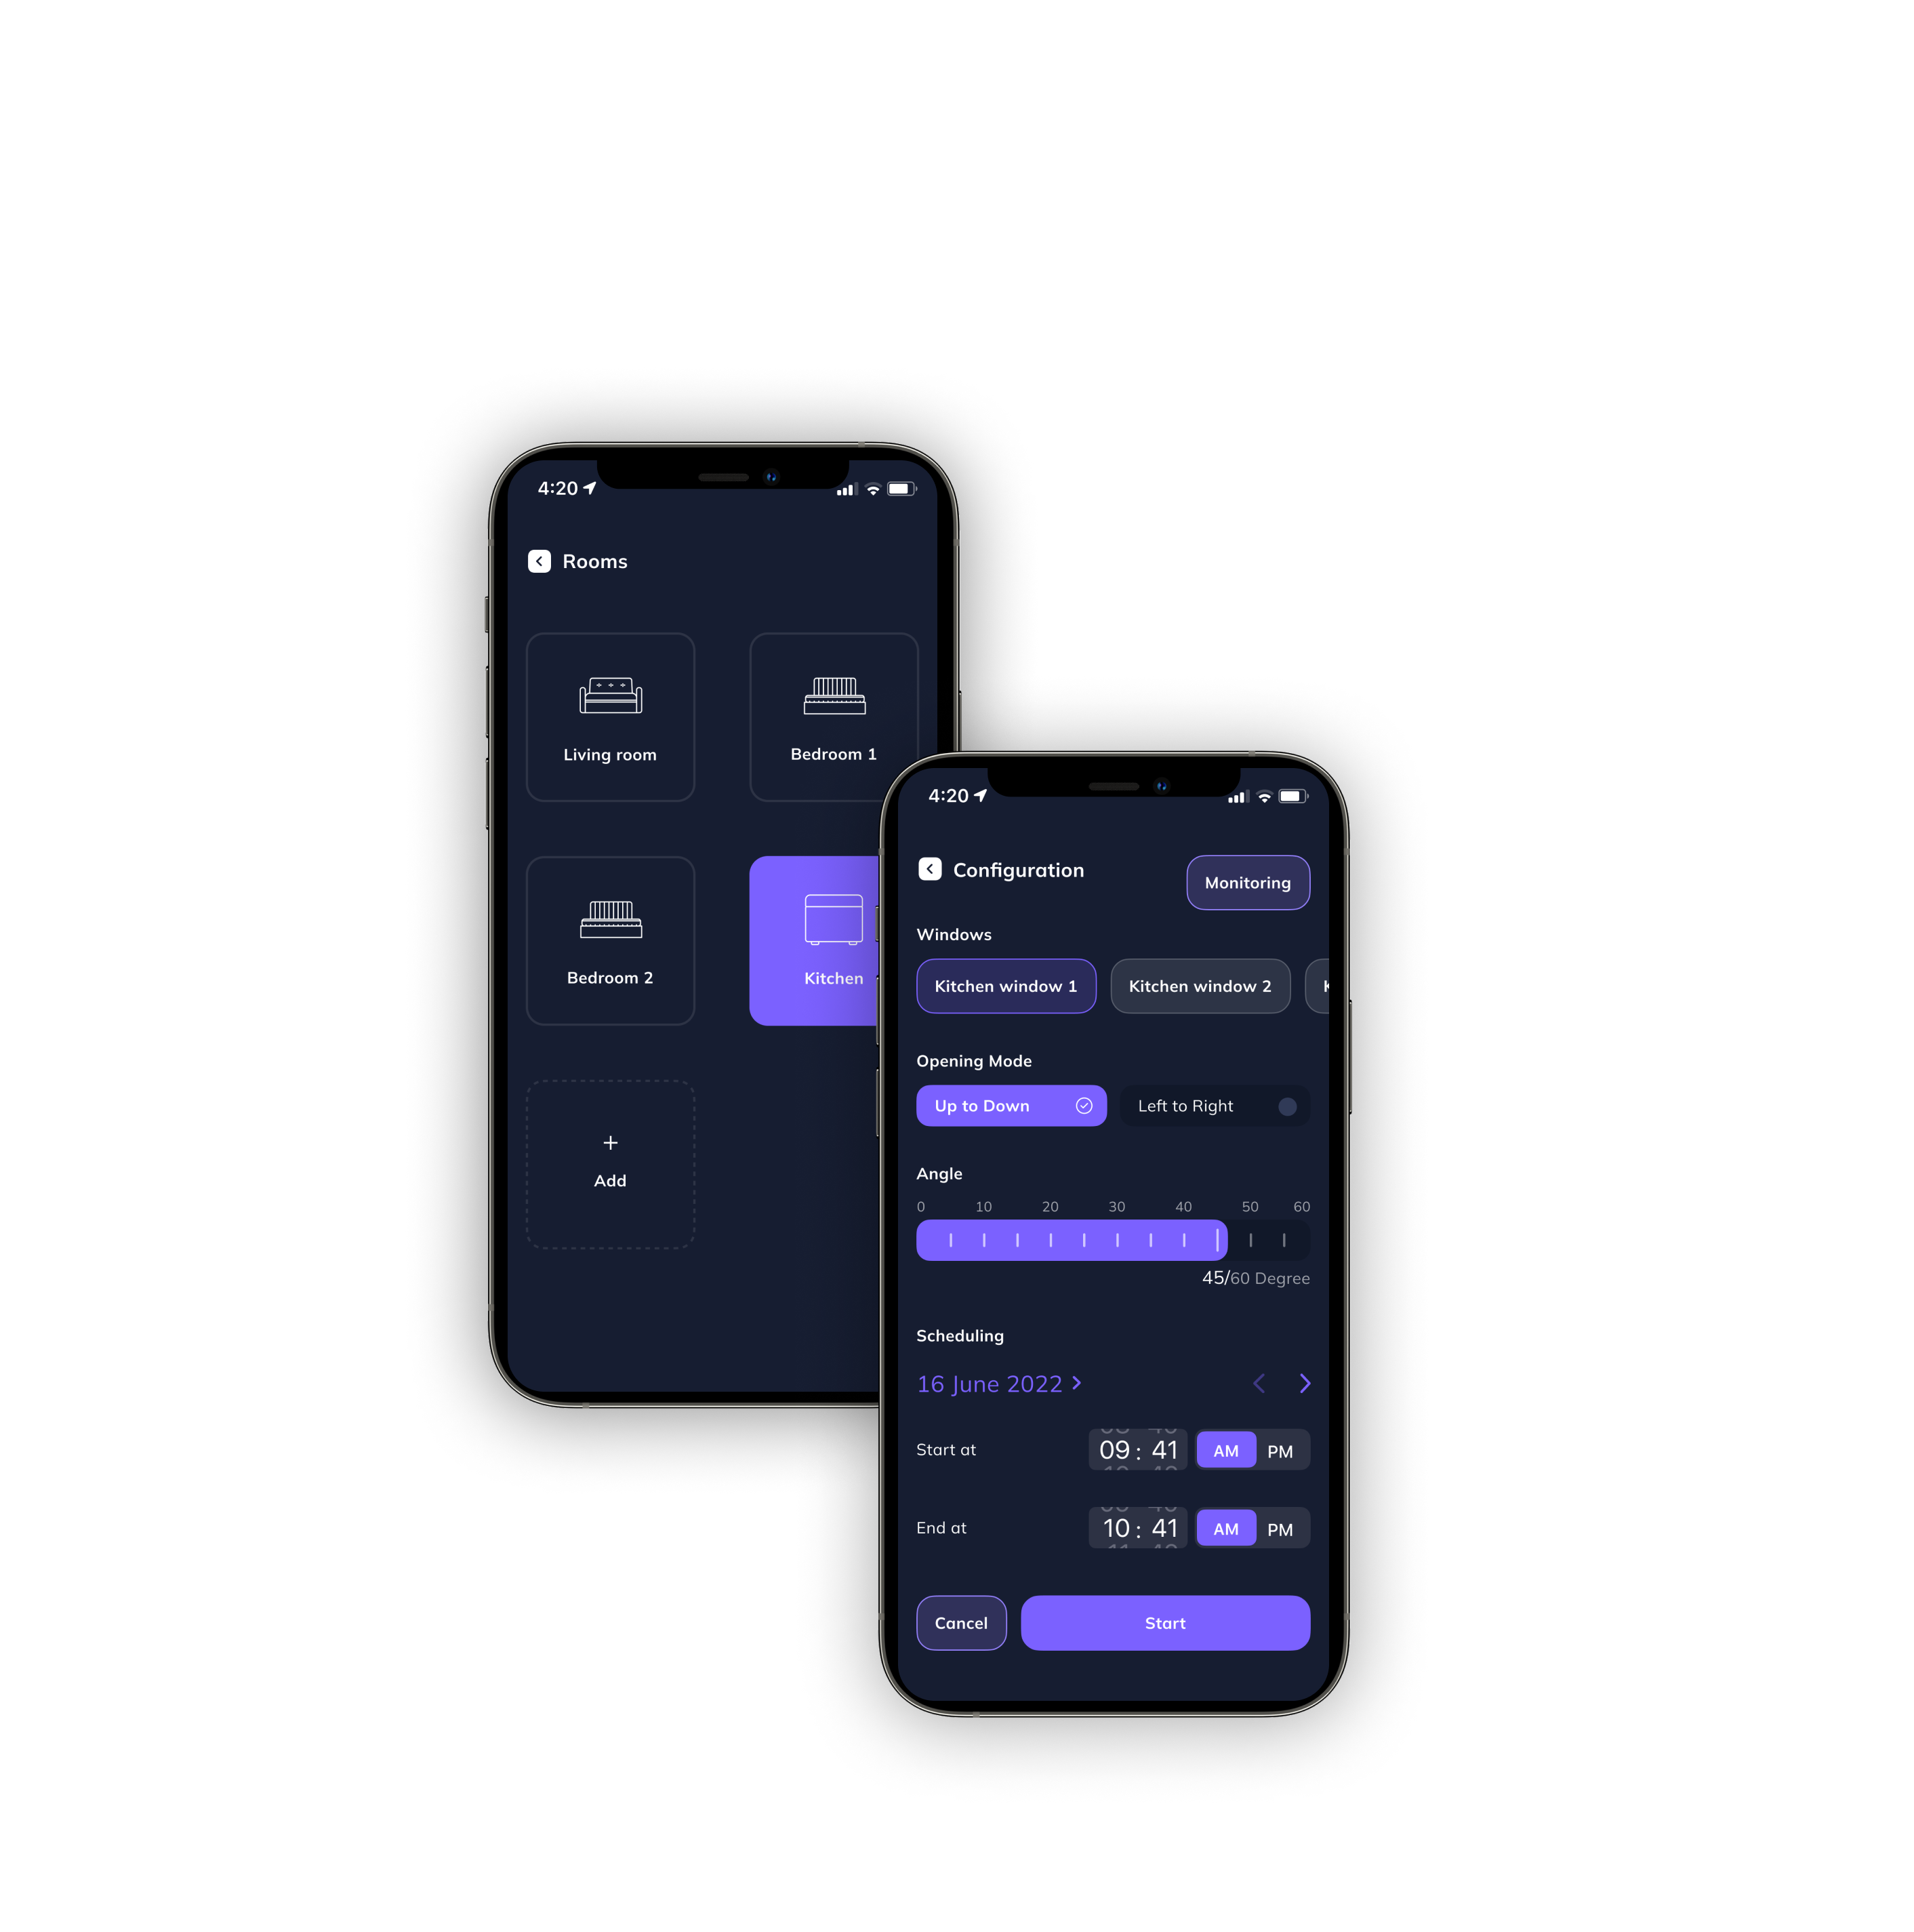 4:20
Rooms
Living room
Bedroom 1
Bedroom 2
Kitchen
+
Add
4:20
Configuration
Monitoring
Windows
Kitchen window 1
Kitchen window 2
Opening Mode
Up to Down
Left to Right
Angle
0 10 20 30 40 50 60
45/60 Degree
Scheduling
16 June 2022
Start at
09 : 41
AM PM
End at
10 : 41
AM PM
Cancel
Start